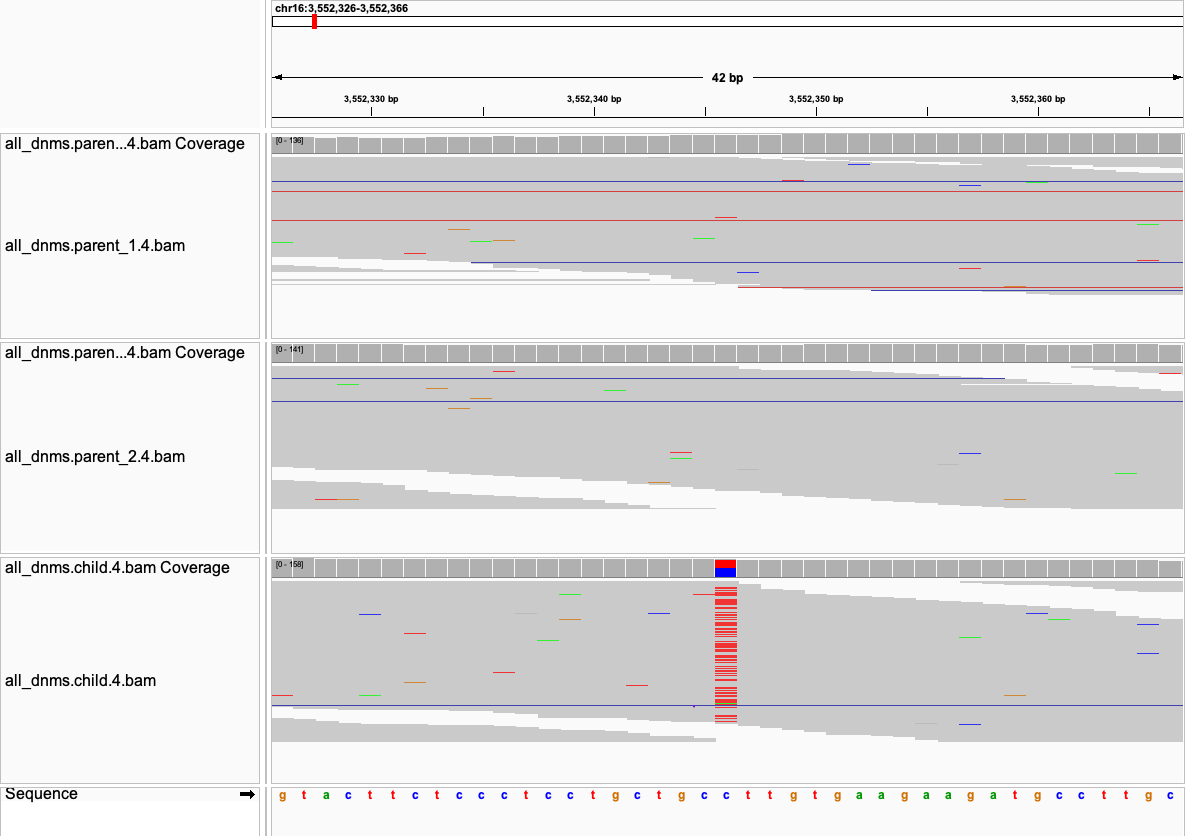 chr16:3,552,326-3,552,366
42 bp
3,552,330 bp 3,552,340 bp 3,552,350 bp 3,552,360 bp
all_dnms.paren...4.bam Coverage
[0 - 136]
all_dnms.parent_1.4.bam
all_dnms.paren...4.bam Coverage
[0 - 141]
all_dnms.parent_2.4.bam
all_dnms.child.4.bam Coverage
[0 - 158]
all_dnms.child.4.bam
Sequence g t a c t t c t c c c t c c t g c t g c c t t g t g a a g a a g a t g c c t t g c